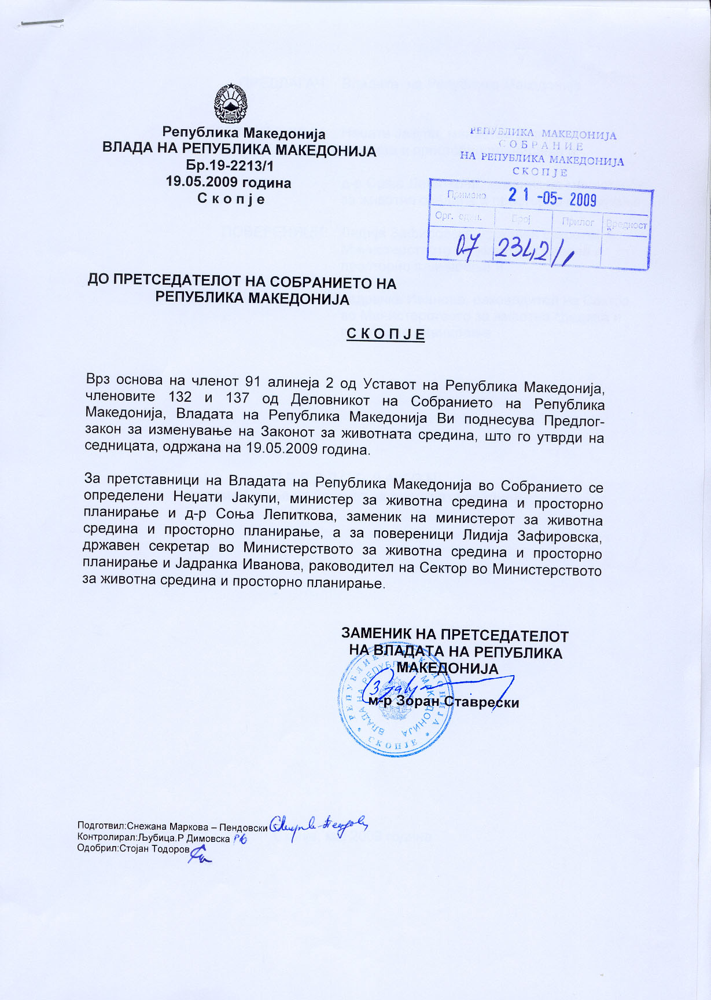 Република Македонија
ВЛАДА НА РЕПУБЛИКА МАКЕДОНИЈА
Бр.19-2213/1
19.05.2009 година
С к о п ј е
РЕПУБЛИКА МАКЕДОНИЈА
СОБРАНИЕ
НА РЕПУБЛИКА МАКЕДОНИЈА
СКОПЈЕ
Примено 21 -05- 2009
Орг. един. Број Прилог Вредност
07 2342/1
ДО ПРЕТСЕДАТЕЛОТ НА СОБРАНИЕТО НА
РЕПУБЛИКА МАКЕДОНИЈА
С К О П Ј Е
Врз основа на членот 91 алинеја 2 од Уставот на Република Македонија,
членовите 132 и 137 од Деловникот на Собранието на Република
Македонија, Владата на Република Македонија Ви поднесува Предлог-
закон за изменување на Законот за животната средина, што го утврди на
седницата, одржана на 19.05.2009 година.
За претставници на Владата на Република Македонија во Собранието се
определени Неџати Јакупи, министер за животна средина и просторно
планирање и д-р Соња Лепиткова, заменик на министерот за животна
средина и просторно планирање, а за повереници Лидија Зафировска,
државен секретар во Министерството за животна средина и просторно
планирање и Јадранка Иванова, раководител на Сектор во Министерството
за животна средина и просторно планирање.
ЗАМЕНИК НА ПРЕТСЕДАТЕЛОТ
НА ВЛАДАТА НА РЕПУБЛИКА
МАКЕДОНИЈА
м-р Зоран Ставрески
РЕПУБЛИКА МАКЕДОНИЈА
ВЛАДА НА РЕПУБЛИКА МАКЕДОНИЈА
СКОПЈЕ
Подготвил:Снежана Маркова – Пендовски
Контролирал:Љубица.Р Димовска
Одобрил:Стојан Тодоров